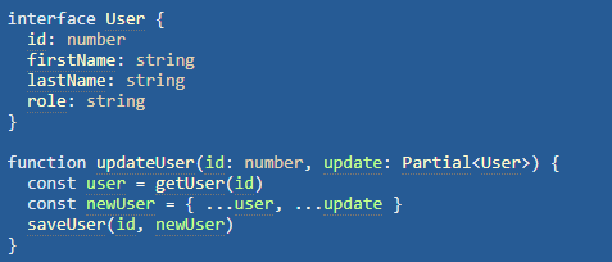 interface User {
  id: number
  firstName: string
  lastName: string
  role: string
}

function updateUser(id: number, update: Partial<User>) {
  const user = getUser(id)
  const newUser = { ...user, ...update }
  saveUser(id, newUser)
}